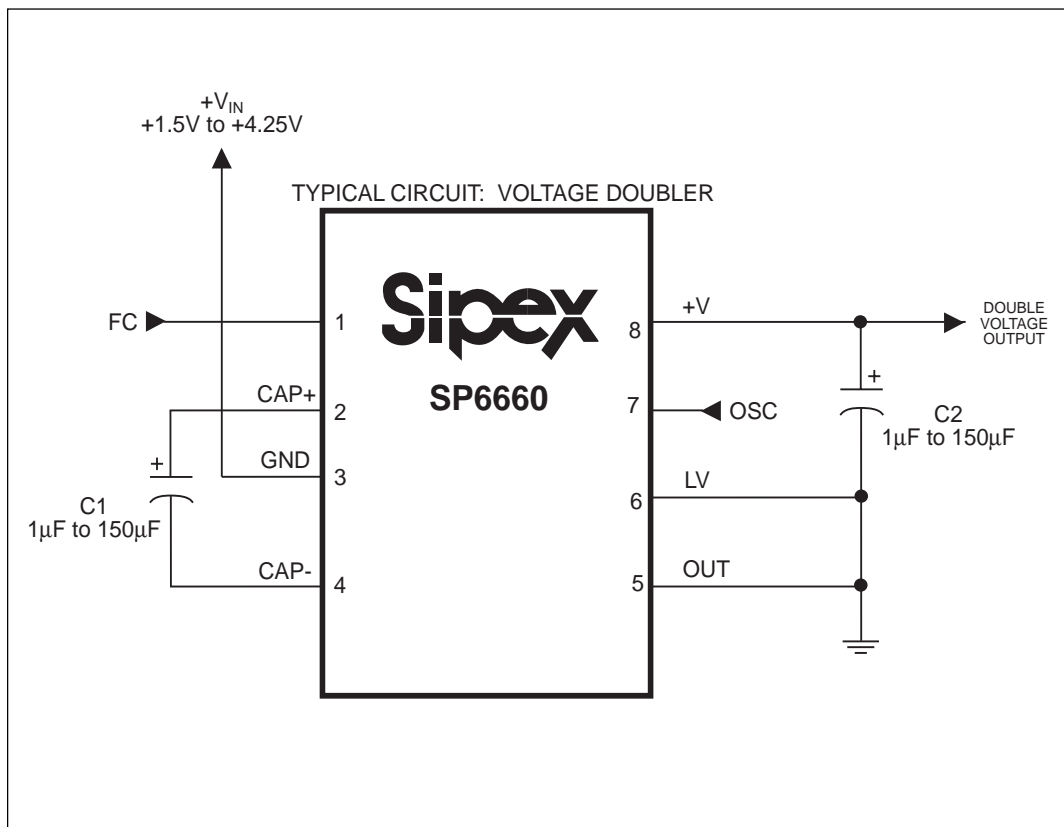 +VIN
+1.5V to +4.25V
TYPICAL CIRCUIT: VOLTAGE DOUBLER
Sipex
SP6660
FC
1
CAP+
2
GND
3
C1
1µF to 150µF
CAP-
4
+V
8
DOUBLE
VOLTAGE
OUTPUT
7
OSC
+
C2
1µF to 150µF
LV
6
OUT
5
+